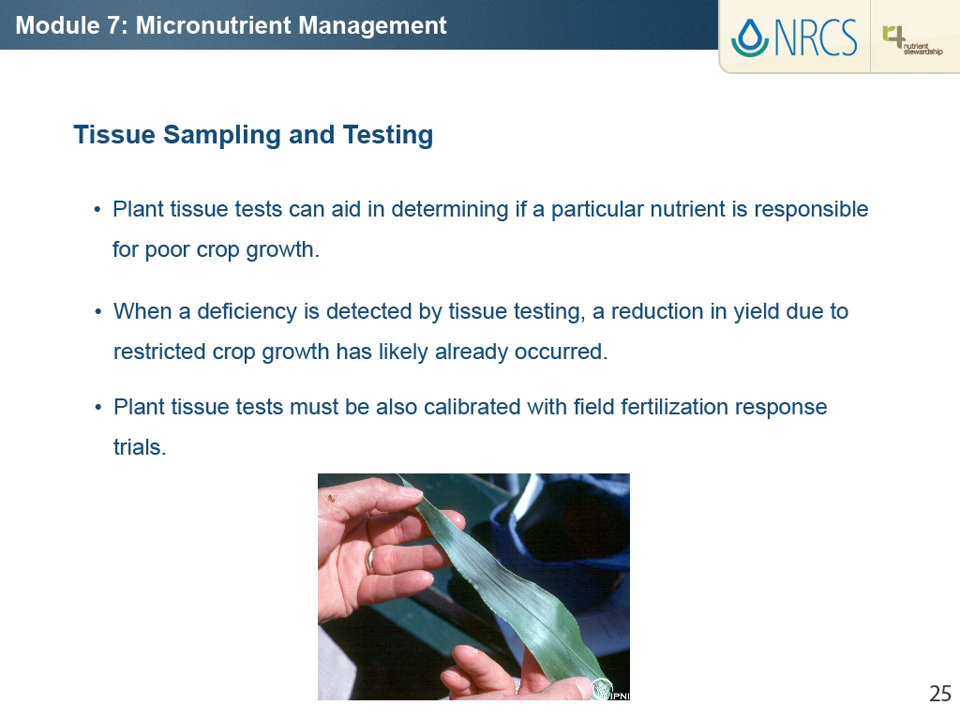 Module 7: Micronutrient Management
NRCS
r4
nutrient
stewardship
Tissue Sampling and Testing
• Plant tissue tests can aid in determining if a particular nutrient is responsible
for poor crop growth.
• When a deficiency is detected by tissue testing, a reduction in yield due to
restricted crop growth has likely already occurred.
• Plant tissue tests must be also calibrated with field fertilization response
trials.
IPNI
25